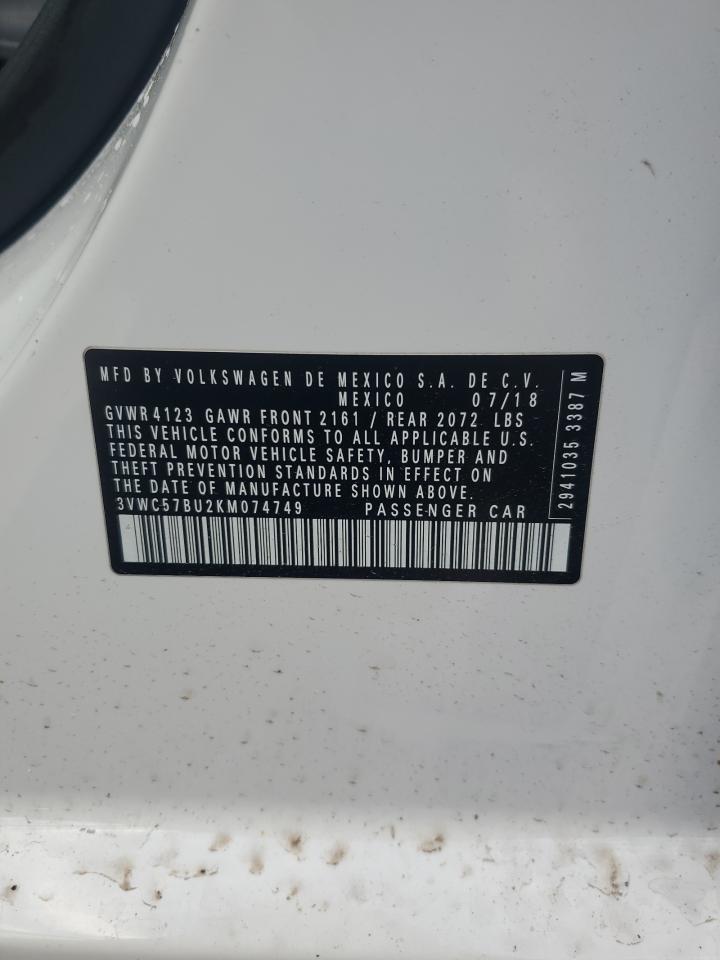 MFD BY VOLKSWAGEN DE MEXICO S.A. DE C.V.
MEXICO 07/18
GVWR 4123 GAWR FRONT 2161 / REAR 2072 LBS
THIS VEHICLE CONFORMS TO ALL APPLICABLE U.S.
FEDERAL MOTOR VEHICLE SAFETY, BUMPER AND
THEFT PREVENTION STANDARDS IN EFFECT ON
THE DATE OF MANUFACTURE SHOWN ABOVE.
3VWC57BU2KM074749 PASSENGER CAR
2941035 3387 M